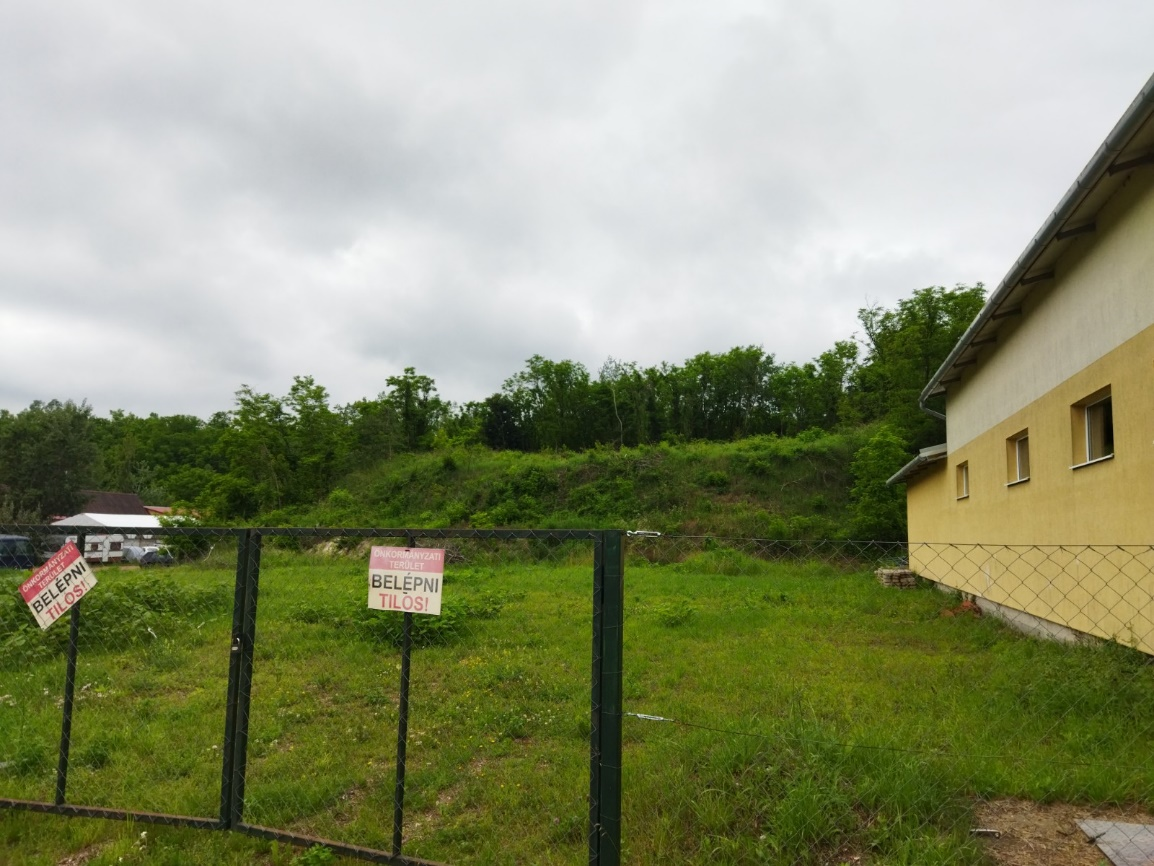 ÖNKORMÁNYZATI
TERÜLET
BELÉPNI
TILOS!
ÖNKORMÁNYZATI
TERÜLET
BELÉPNI
TILOS!